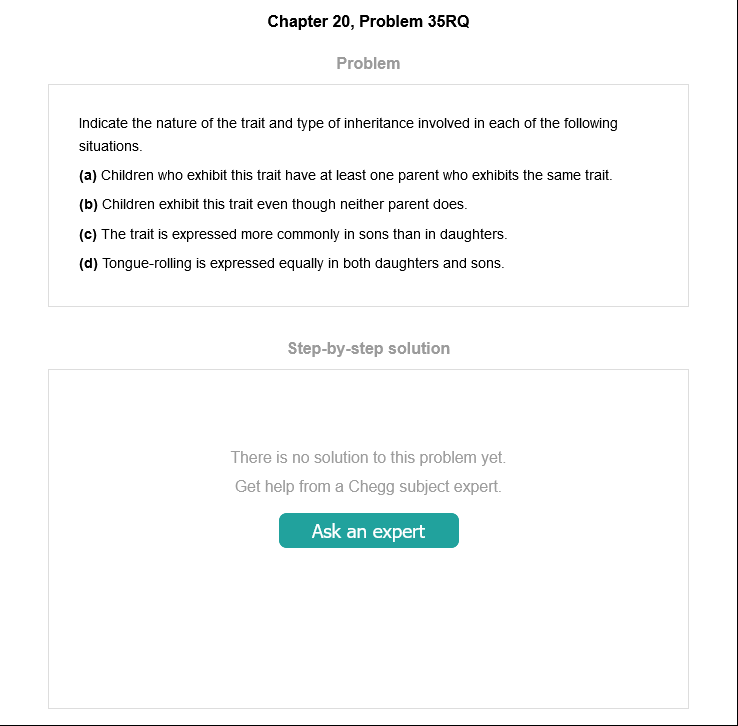 Chapter 20, Problem 35RQ
Problem
Indicate the nature of the trait and type of inheritance involved in each of the following
situations.
(a) Children who exhibit this trait have at least one parent who exhibits the same trait.
(b) Children exhibit this trait even though neither parent does.
(c) The trait is expressed more commonly in sons than in daughters.
(d) Tongue-rolling is expressed equally in both daughters and sons.
Step-by-step solution
There is no solution to this problem yet.
Get help from a Chegg subject expert.
Ask an expert